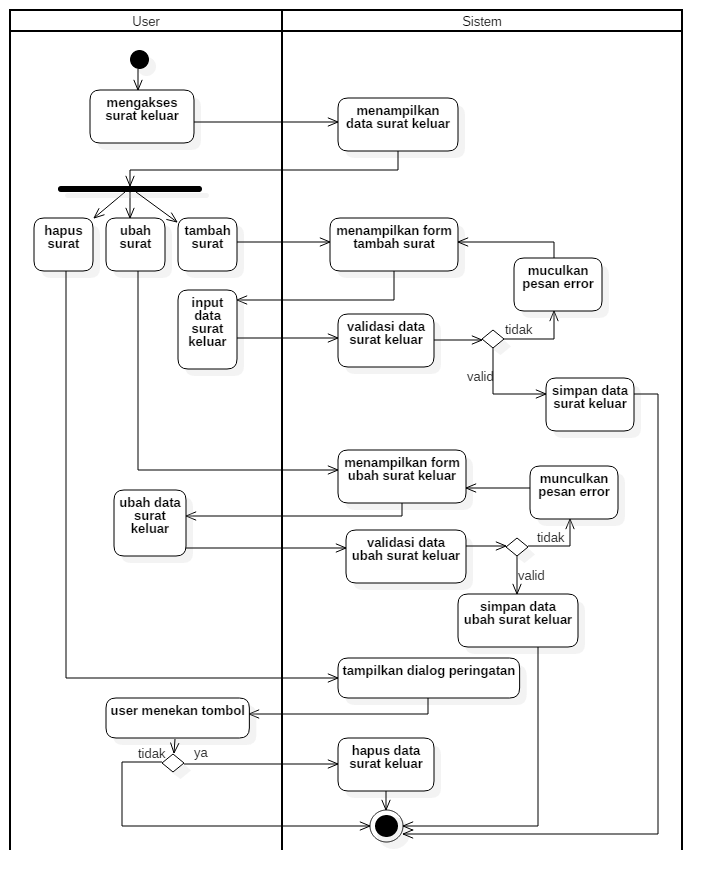 User
Sistem
mengakses
surat keluar
menampilkan
data surat keluar
hapus
surat
ubah
surat
tambah
surat
menampilkan form
tambah surat
muculkan
pesan error
input
data
surat
keluar
validasi data
surat keluar
tidak
valid
simpan data
surat keluar
menampilkan form
ubah surat keluar
munculkan
pesan error
ubah data
surat
keluar
validasi data
ubah surat keluar
tidak
valid
simpan data
ubah surat keluar
tampilkan dialog peringatan
user menekan tombol
tidak
ya
hapus data
surat keluar